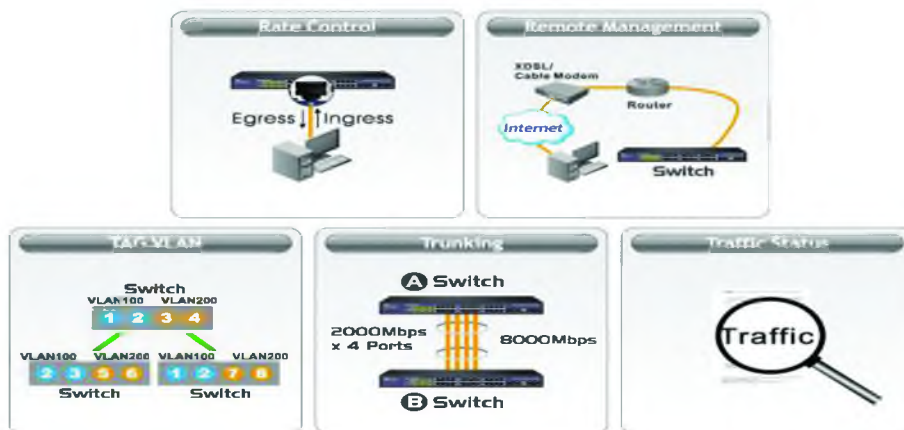 Rate Control
Egress
Ingress
Remote Management
XDSL/
Cable Modem
Router
Internet
Switch
TAG VLAN
Switch
VLAN100 VLAN200
1 2 3 4
VLAN100 VLAN200 VLAN100 VLAN200
2 3 5 6 1 2 7 8
Switch Switch
Trunking
A Switch
2000Mbps
x 4 Ports
8000Mbps
B Switch
Traffic Status
Traffic